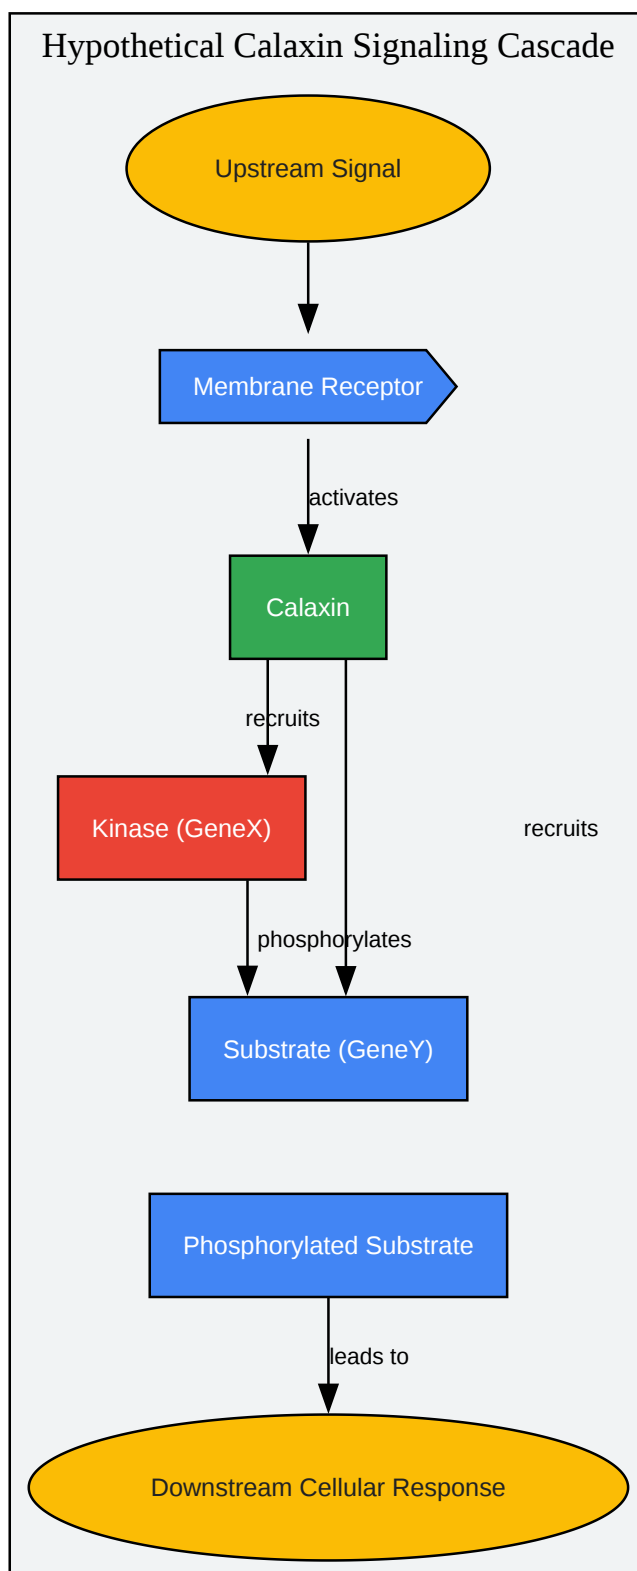 Hypothetical Calaxin Signaling Cascade
Upstream Signal
Membrane Receptor
activates
Calaxin
recruits
Kinase (GeneX)
recruits
phosphorylates
Substrate (GeneY)
Phosphorylated Substrate
leads to
Downstream Cellular Response